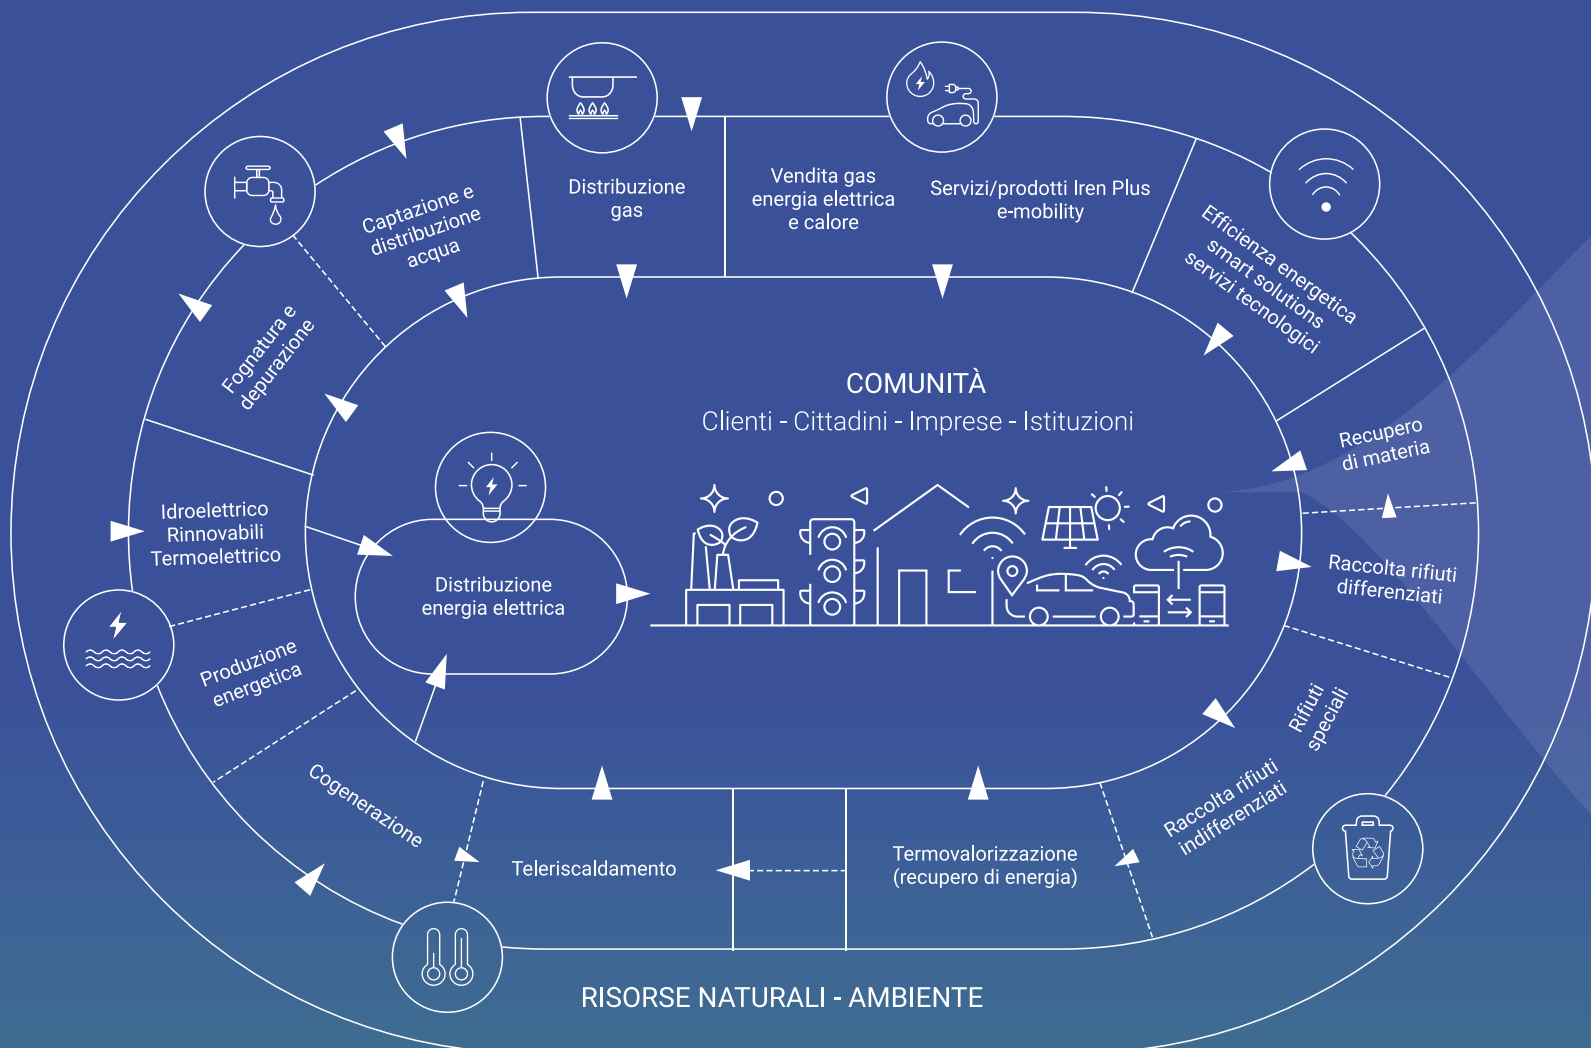 Distribuzione
gas
Vendita gas
energia elettrica
e calore
Servizi/prodotti Iren Plus
e-mobility
Efficienza energetica
smart solutions
servizi tecnologici
Captazione e
distribuzione
acqua
Fognatura e
depurazione
COMUNITÀ
Clienti - Cittadini - Imprese - Istituzioni
Recupero
di materia
Idroelettrico
Rinnovabili
Termoelettrico
Distribuzione
energia elettrica
Raccolta rifiuti
differenziati
Produzione
energetica
Rifiuti
speciali
Cogenerazione
Raccolta rifiuti
indifferenziati
Teleriscaldamento
Termovalorizzazione
(recupero di energia)
RISORSE NATURALI - AMBIENTE